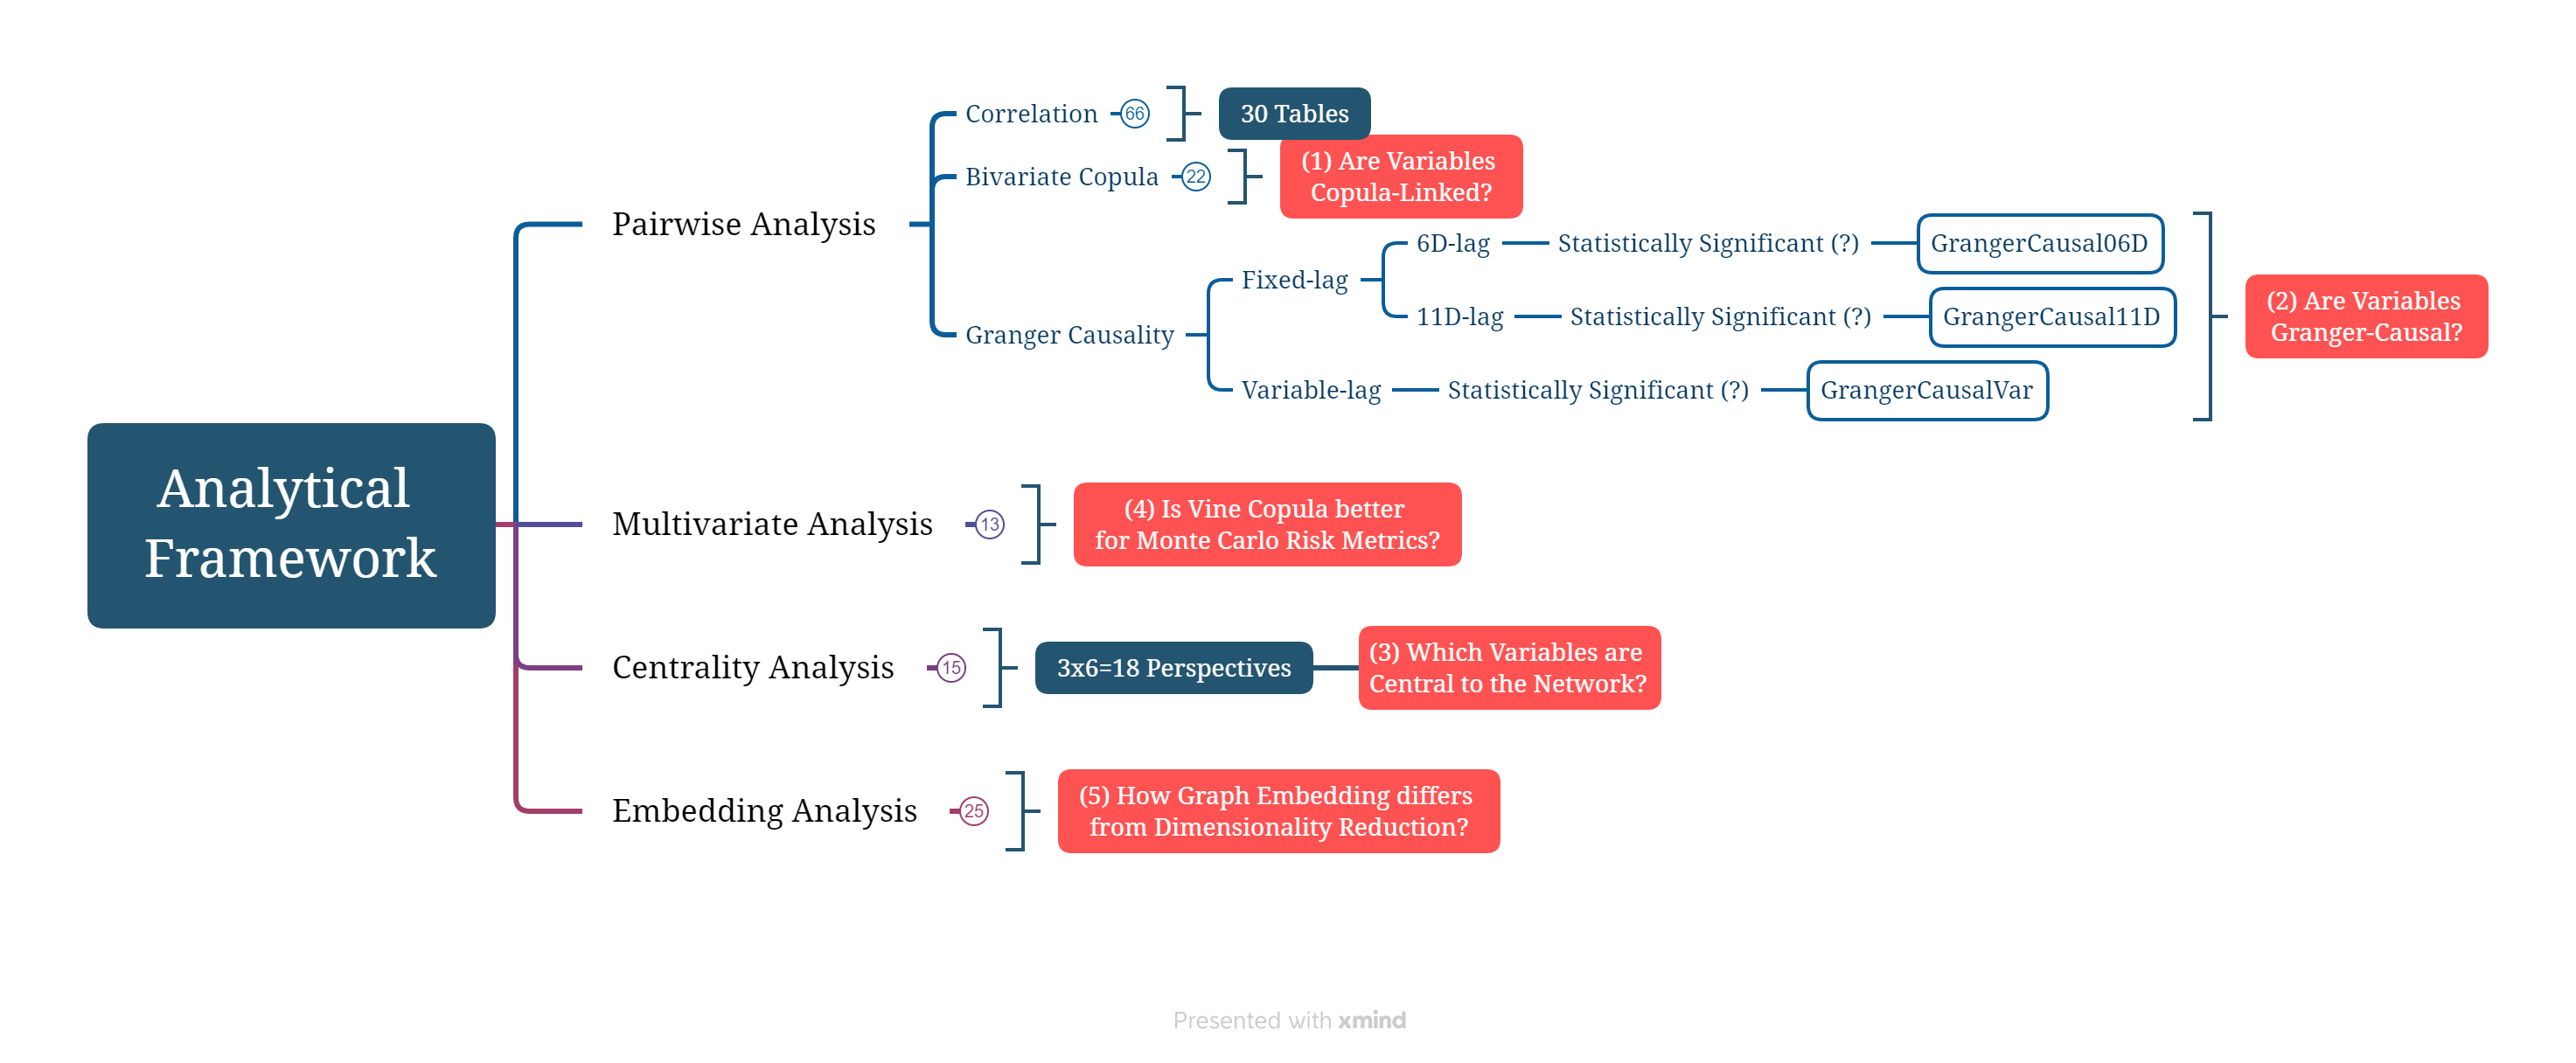 Analytical
Framework
Pairwise Analysis
Correlation
66
30 Tables
Bivariate Copula
22
(1) Are Variables
Copula-Linked?
Granger Causality
Fixed-lag
6D-lag
Statistically Significant (?)
GrangerCausal06D
11D-lag
Statistically Significant (?)
GrangerCausal11D
Variable-lag
Statistically Significant (?)
GrangerCausalVar
(2) Are Variables
Granger-Causal?
Multivariate Analysis
13
(4) Is Vine Copula better
for Monte Carlo Risk Metrics?
Centrality Analysis
15
3x6=18 Perspectives
(3) Which Variables are
Central to the Network?
Embedding Analysis
25
(5) How Graph Embedding differs
from Dimensionality Reduction?
Presented with xmind